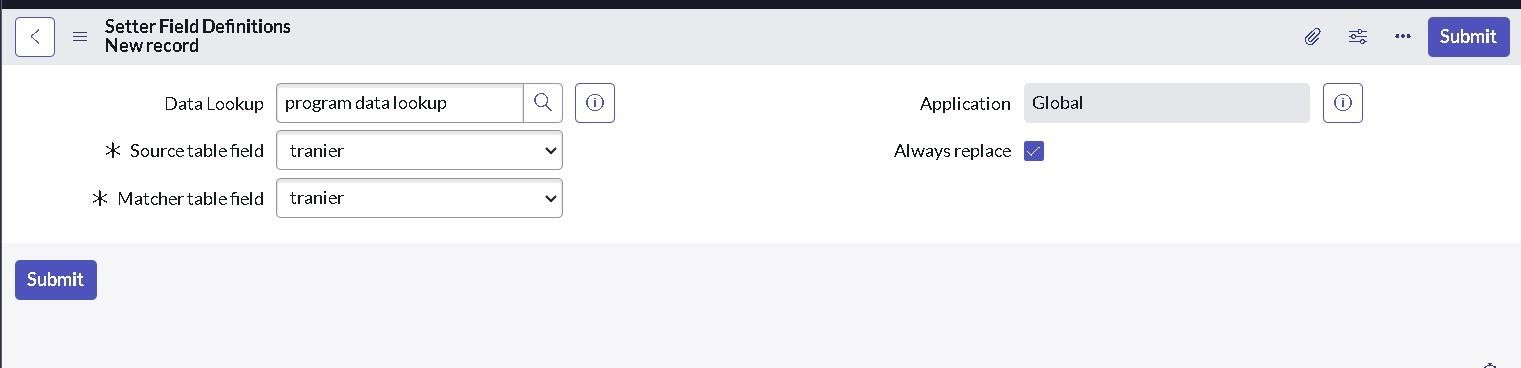 Setter Field Definitions
New record
Submit
Data Lookup program data lookup
Application Global
Source table field tranier
Always replace
Matcher table field tranier
Submit